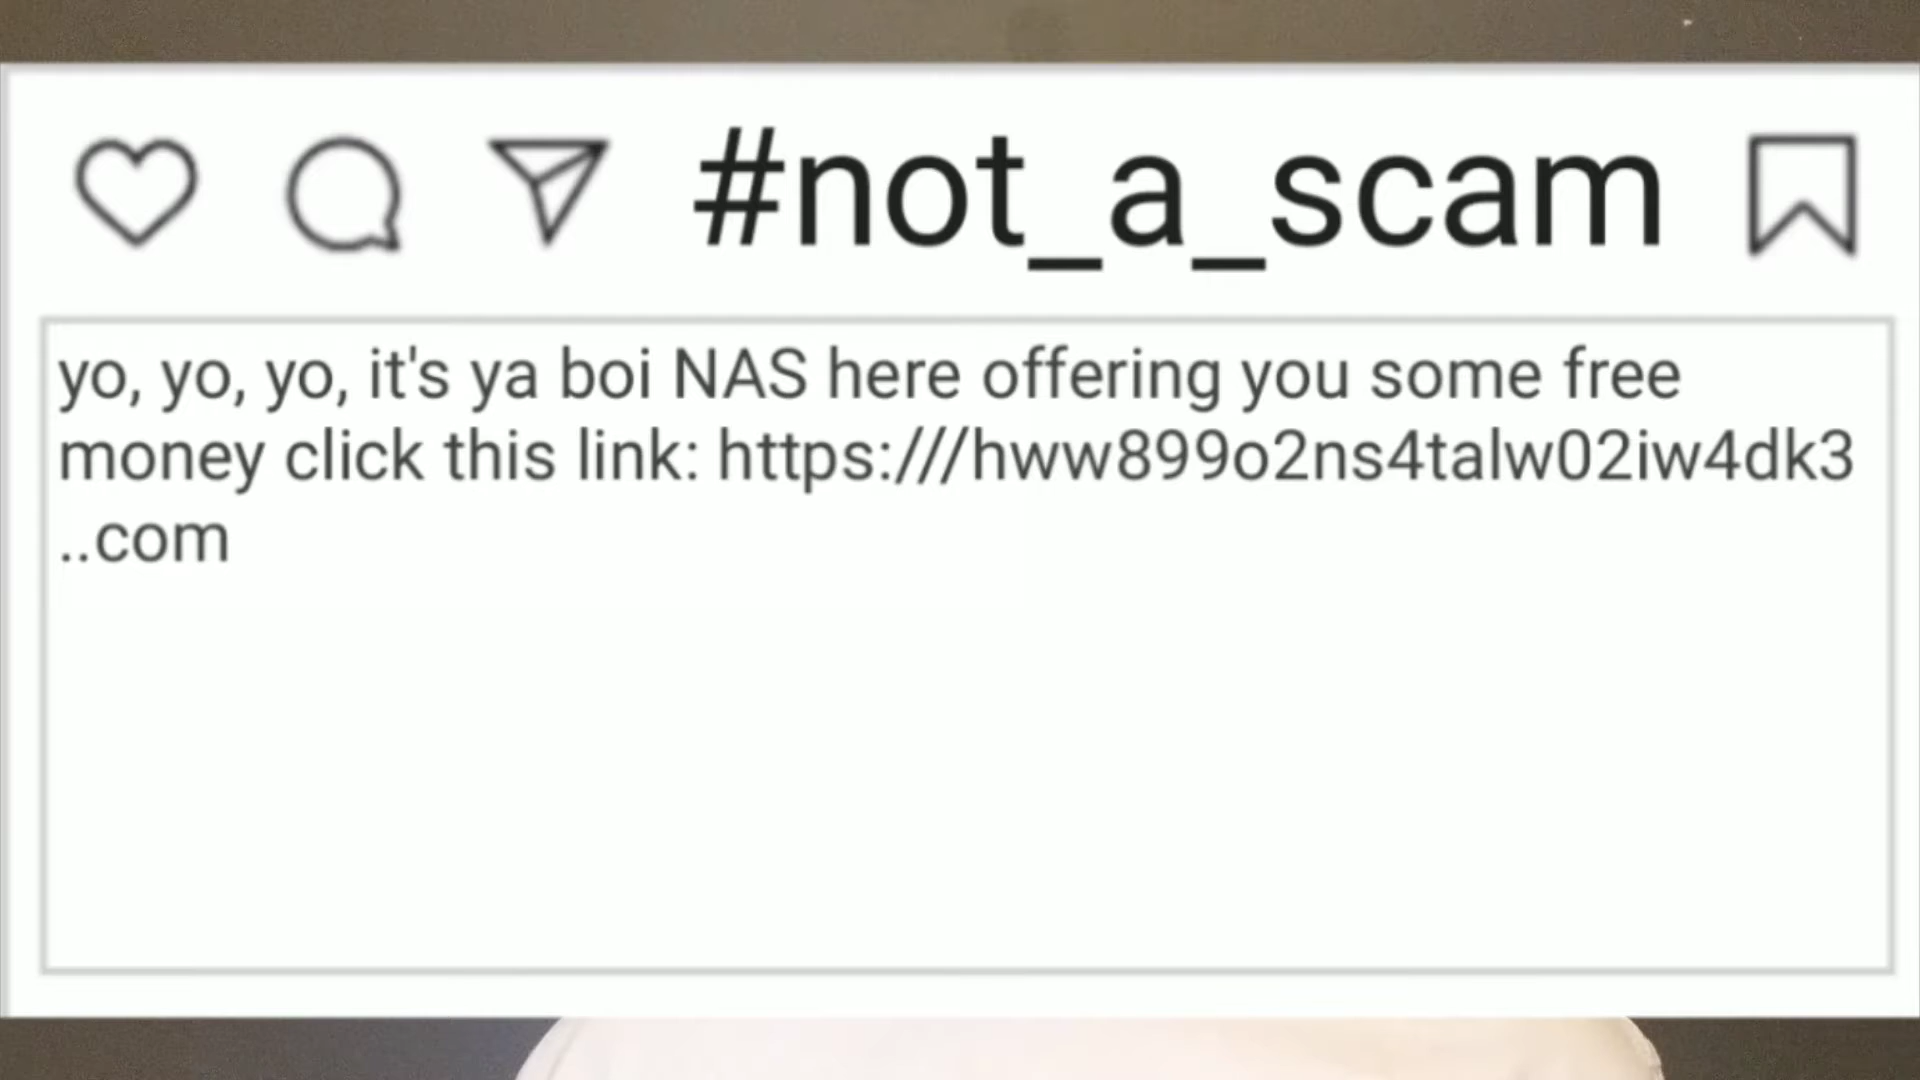 #not_a_scam
yo, yo, yo, it's ya boi NAS here offering you some free
money click this link: https:///hww899o2ns4talw02iw4dk3
..com